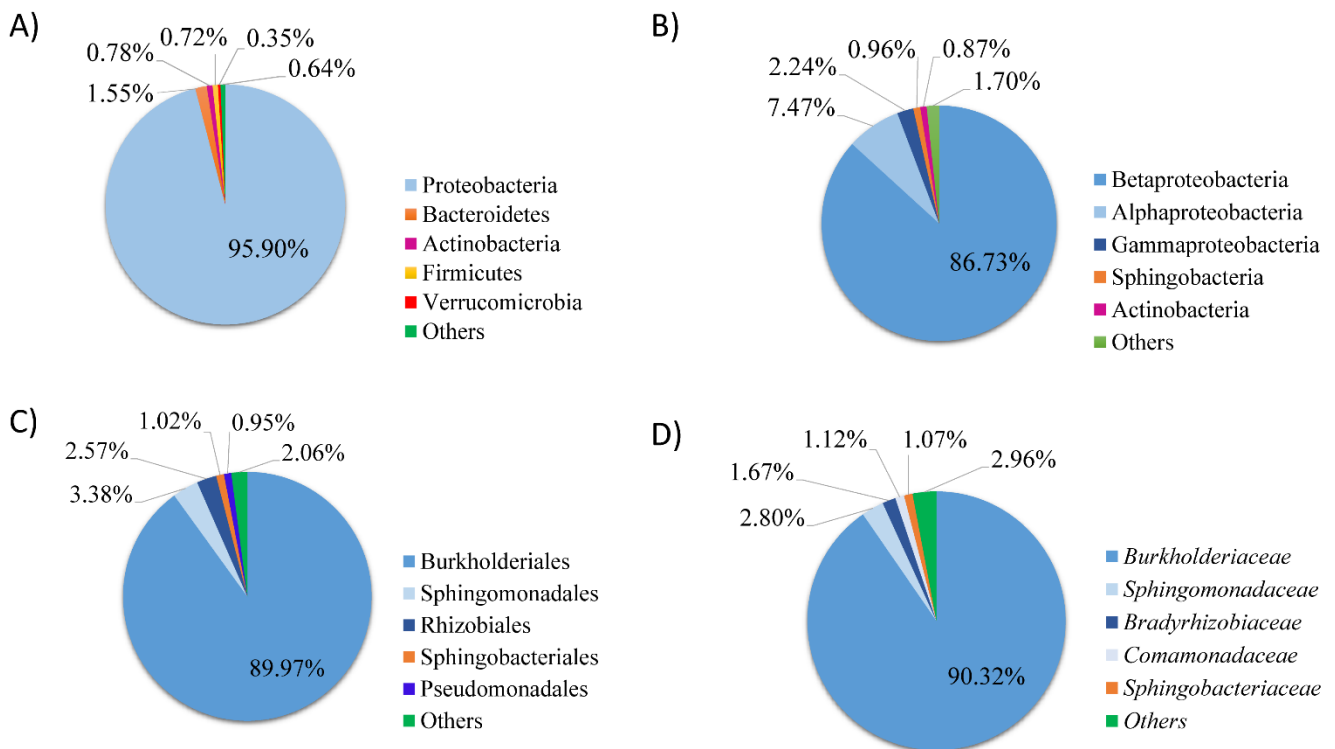 A)
0.72%
0.35%
0.78%
0.64%
1.55%
95.90%
Proteobacteria
Bacteroidetes
Actinobacteria
Firmicutes
Verrucomicrobia
Others
B)
0.96%
0.87%
2.24%
1.70%
7.47%
86.73%
Betaproteobacteria
Alphaproteobacteria
Gammaproteobacteria
Sphingobacteria
Actinobacteria
Others
C)
1.02%
0.95%
2.57%
2.06%
3.38%
89.97%
Burkholderiales
Sphingomonadales
Rhizobiales
Sphingobacteriales
Pseudomonadales
Others
D)
1.12%
1.07%
1.67%
2.96%
2.80%
90.32%
Burkholderiaceae
Sphingomonadaceae
Bradyrhizobiaceae
Comamonadaceae
Sphingobacteriaceae
Others